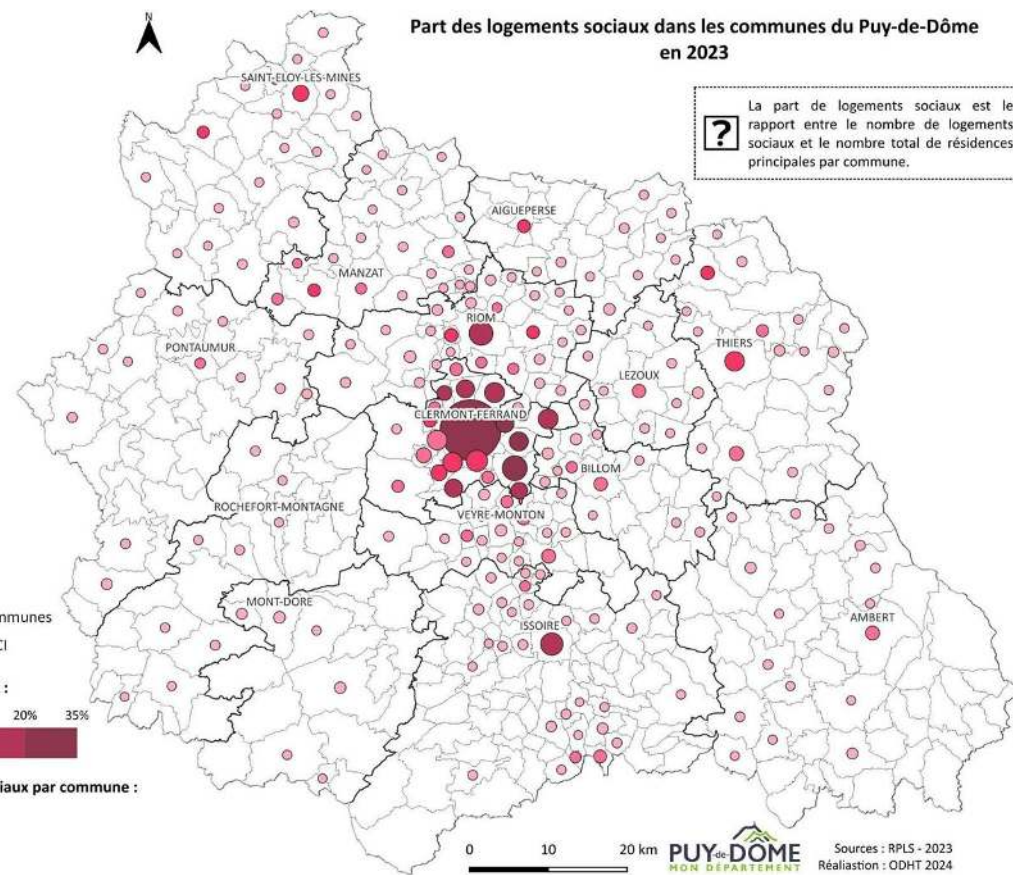 N
Part des logements sociaux dans les communes du Puy-de-Dôme
en 2023
?
La part de logements sociaux est le
rapport entre le nombre de logements
sociaux et le nombre total de résidences
principales par commune.
SAINT-ELOY-LES-MINES
AIGUEPERSE
MANZAT
RIOM
PONTAUMUR
THIERS
LEZOUX
CLERMONT-FERRAND
BILLOM
ROCHEFORT-MONTAGNE
VEYRE-MONTON
MONT-DORE
ISSOIRE
AMBERT
:
20% 35%
par commune :
0 10 20 km
PUY-de-DÔME
MON DÉPARTEMENT
Sources : RPLS - 2023
Réaliastion : ODHT 2024